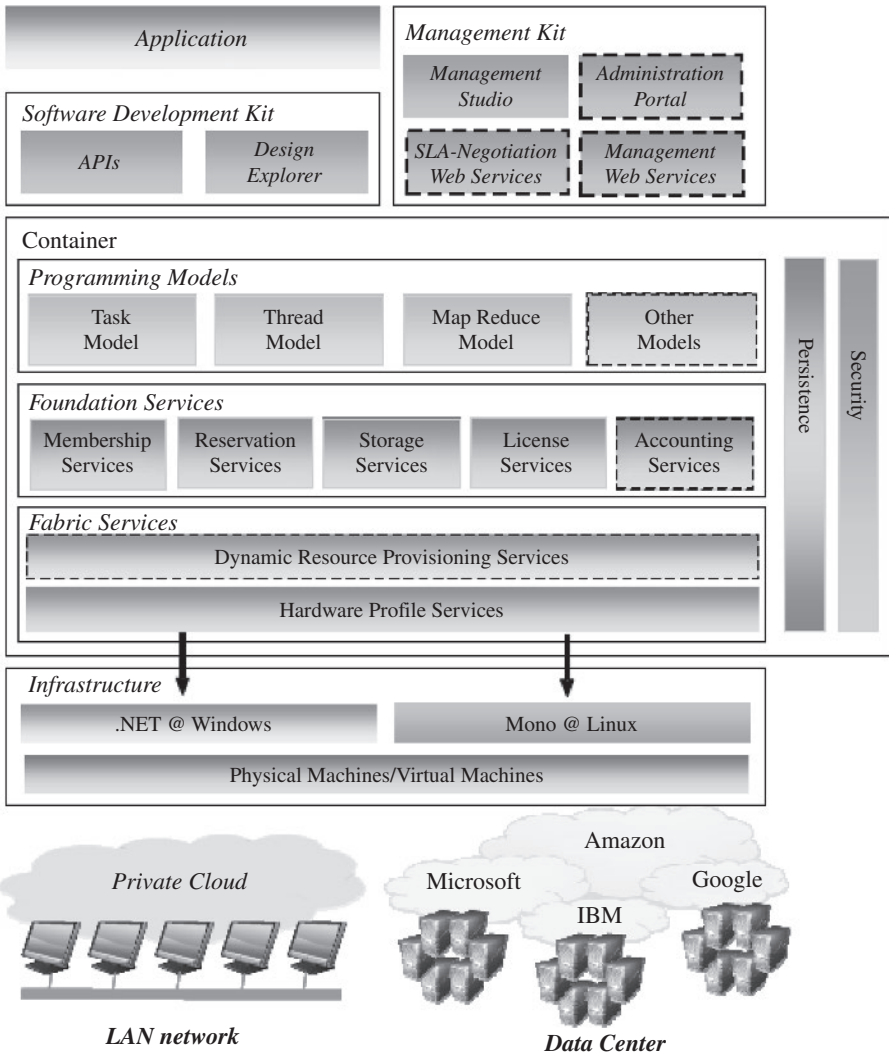 Application
Management Kit
Management
Studio
Administration
Portal
SLA-Negotiation
Web Services
Management
Web Services
Software Development Kit
APIs
Design
Explorer
Container
Programming Models
Task
Model
Thread
Model
Map Reduce
Model
Other
Models
Foundation Services
Membership
Services
Reservation
Services
Storage
Services
License
Services
Accounting
Services
Fabric Services
Dynamic Resource Provisioning Services
Hardware Profile Services
Persistence
Security
Infrastructure
.NET @ Windows
Mono @ Linux
Physical Machines/Virtual Machines
Private Cloud
Amazon
Microsoft
Google
IBM
LAN network
Data Center